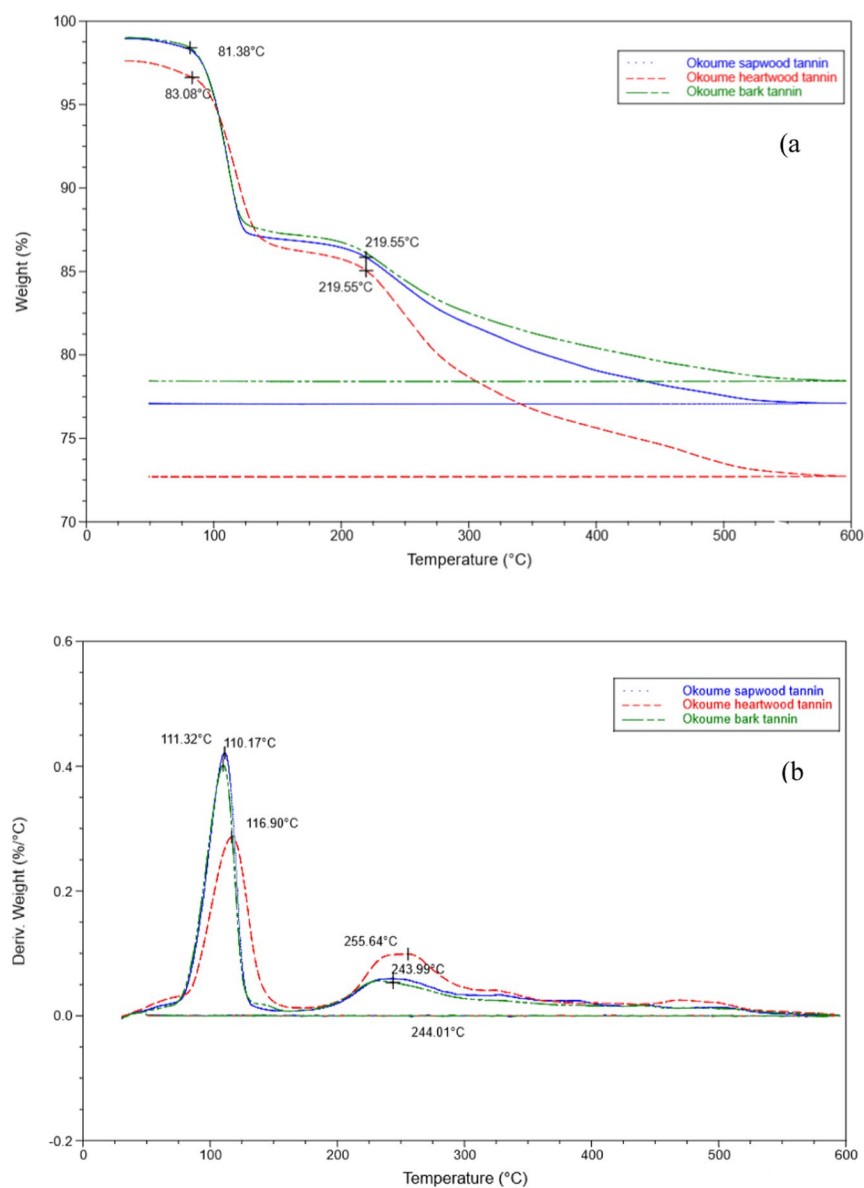 100
95
90
85
80
75
70
0
100
200
300
400
500
600
Weight (%)
Temperature (°C)
81.38°C
83.08°C
219.55°C
219.55°C
Okoume sapwood tannin
Okoume heartwood tannin
Okoume bark tannin
(a
0.6
0.4
0.2
0.0
-0.2
0
100
200
300
400
500
600
Deriv. Weight (%/°C)
Temperature (°C)
111.32°C
110.17°C
116.90°C
255.64°C
243.99°C
244.01°C
Okoume sapwood tannin
Okoume heartwood tannin
Okoume bark tannin
(b